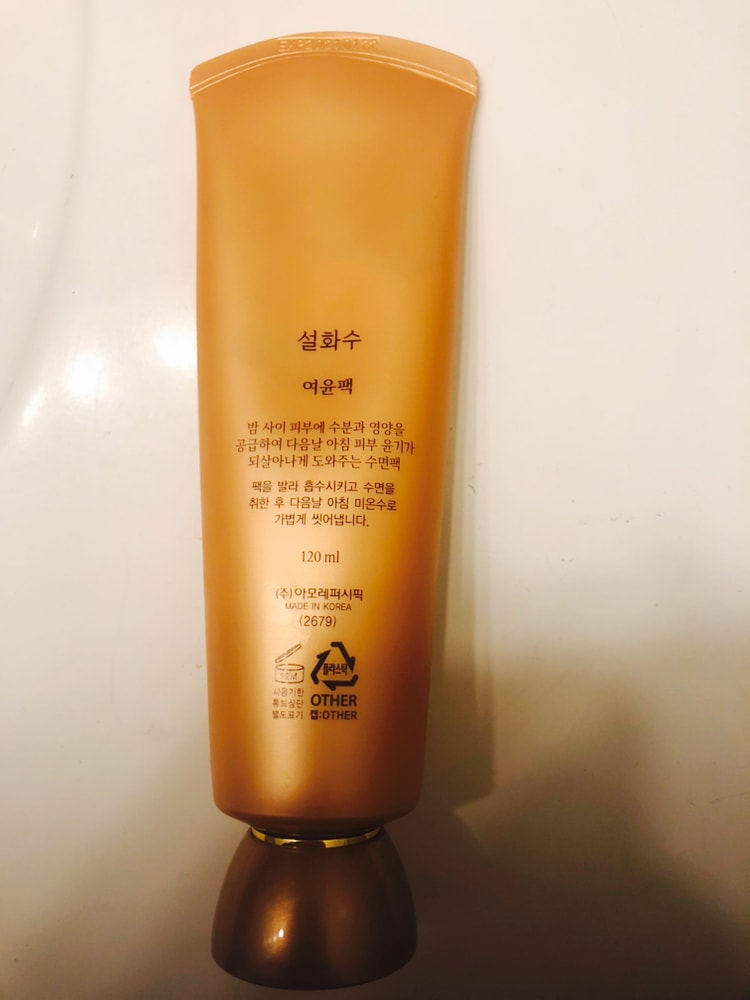 설화수
여윤팩
밤 사이 피부에 수분과 영양을
공급하여 다음날 아침 피부 윤기가
되살아나게 도와주는 수면팩
팩을 발라 흡수시키고 수면을
취한 후 다음날 아침 미온수로
가볍게 씻어냅니다.
120 ml
(주)아모레퍼시픽
MADE IN KOREA
(2679)
플라스틱
사용기한
튜브상단
별도표기
OTHER
캡:OTHER